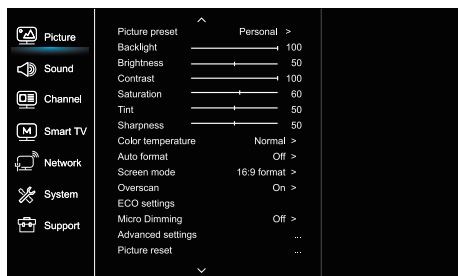 Picture
Sound
Channel
Smart TV
Network
System
Support
Picture preset Personal >
Backlight 100
Brightness 50
Contrast 100
Saturation 60
Tint 50
Sharpness 50
Color temperature Normal >
Auto format Off >
Screen mode 16:9 format >
Overscan On >
ECO settings
Micro Dimming Off >
Advanced settings ...
Picture reset ...